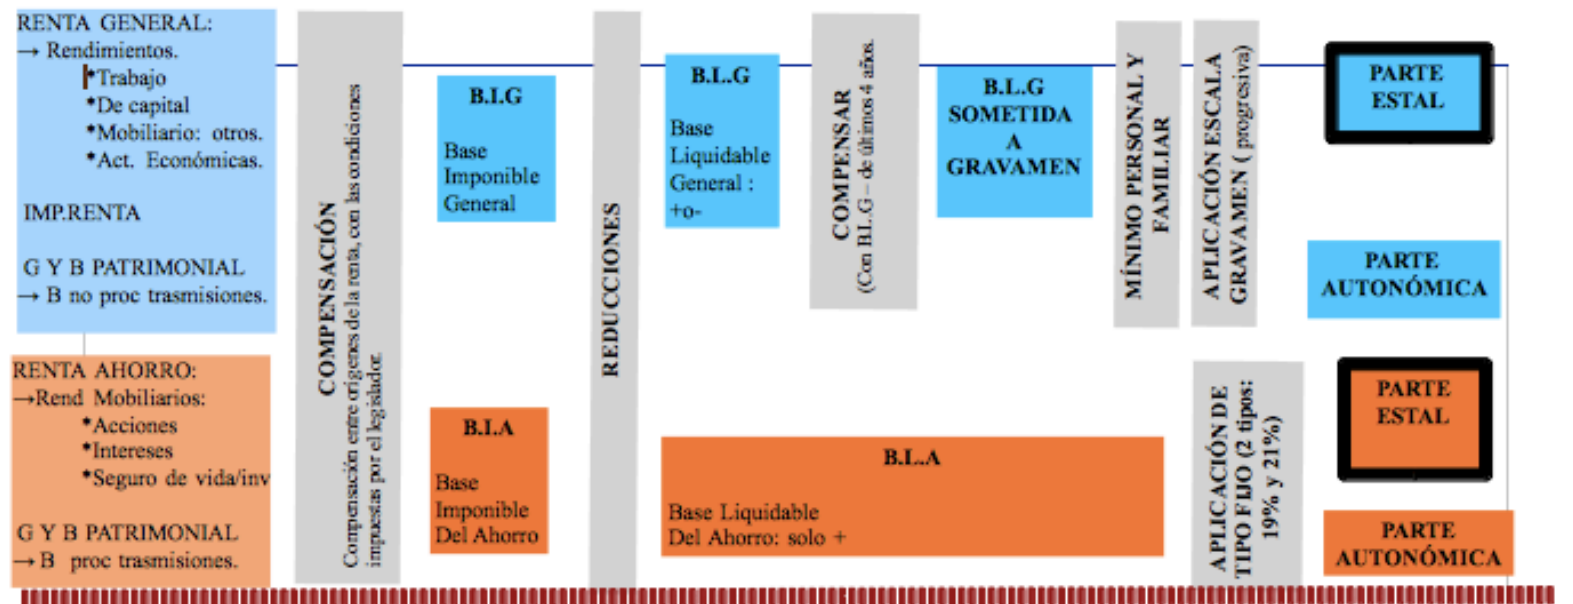 RENTA GENERAL:
→ Rendimientos.
*Trabajo
*De capital
*Mobiliario: otros.
*Act. Económicas.
IMP.RENTA
G Y B PATRIMONIAL
→ B no proc trasmisiones.
RENTA AHORRO:
→Rend Mobiliarios:
*Acciones
*Intereses
*Seguro de vida/inv
G Y B PATRIMONIAL
→ B proc trasmisiones.
COMPENSACIÓN
Compensación entre orígenes de la renta, con las condiciones
impuestas por el legislador.
B.I.G
Base
Imponible
General
B.I.A
Base
Imponible
Del Ahorro
REDUCCIONES
B.L.G
Base
Liquidable
General :
+o-
COMPENSAR
(Con B.L.G – de últimos 4 años.
B.L.G
SOMETIDA
A
GRAVAMEN
B.L.A
Base Liquidable
Del Ahorro: solo +
MÍNIMO PERSONAL Y
FAMILIAR
APLICACIÓN ESCALA
GRAVAMEN ( progresiva)
APLICACIÓN DE
TIPO FIJO (2 tipos:
19% y 21%)
PARTE
ESTAL
PARTE
AUTONÓMICA
PARTE
ESTAL
PARTE
AUTONÓMICA